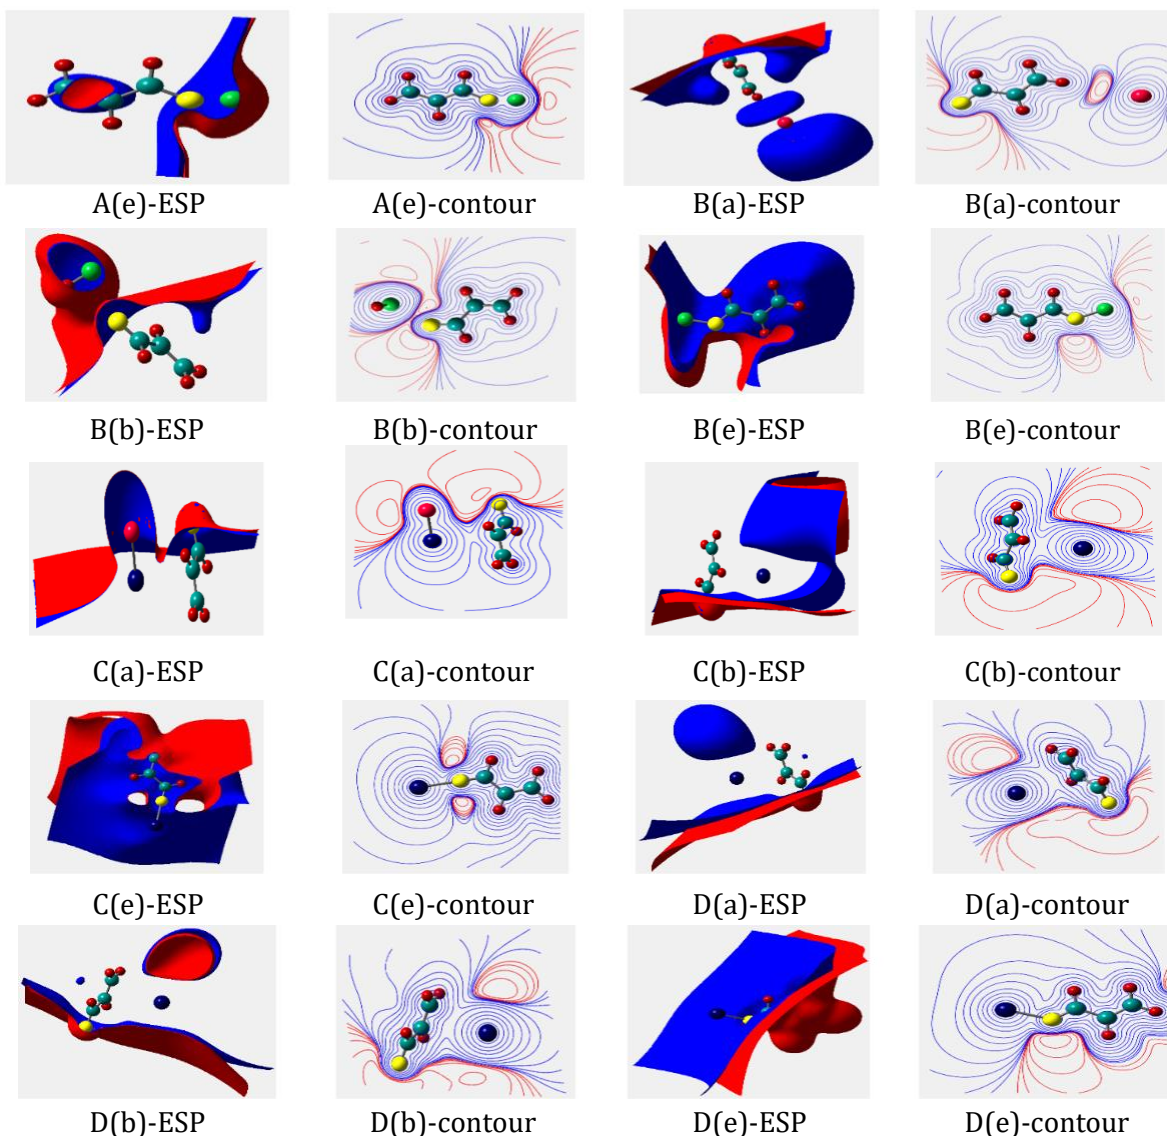 A(e)-ESP A(e)-contour B(a)-ESP B(a)-contour
B(b)-ESP B(b)-contour B(e)-ESP B(e)-contour
C(a)-ESP C(a)-contour C(b)-ESP C(b)-contour
C(e)-ESP C(e)-contour D(a)-ESP D(a)-contour
D(b)-ESP D(b)-contour D(e)-ESP D(e)-contour